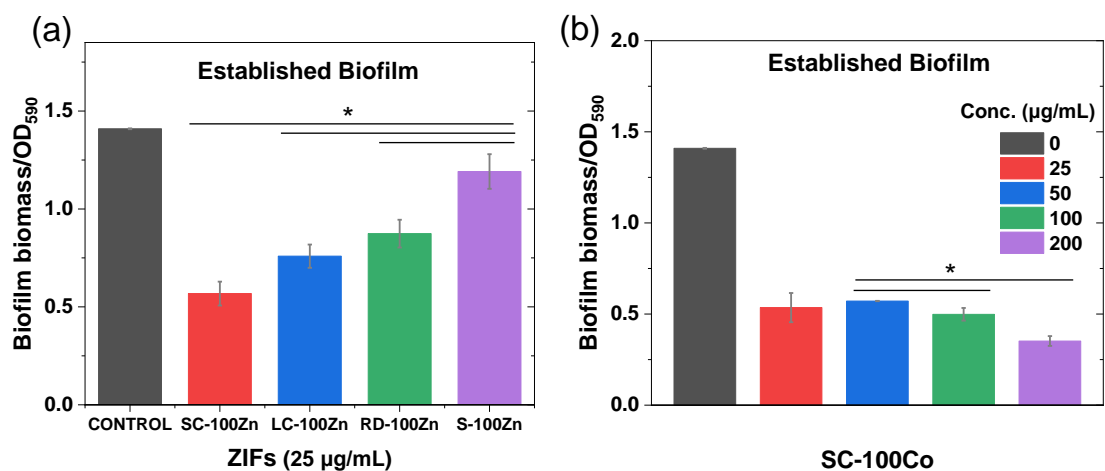 (a)
Established Biofilm
*
Biofilm biomass/OD590
1.5
1.0
0.5
0.0
CONTROL SC-100Zn LC-100Zn RD-100Zn S-100Zn
ZIFs (25 µg/mL)
(b)
Established Biofilm
Conc. (µg/mL)
0
25
50
100
200
*
Biofilm biomass/OD590
2.0
1.5
1.0
0.5
0.0
SC-100Co